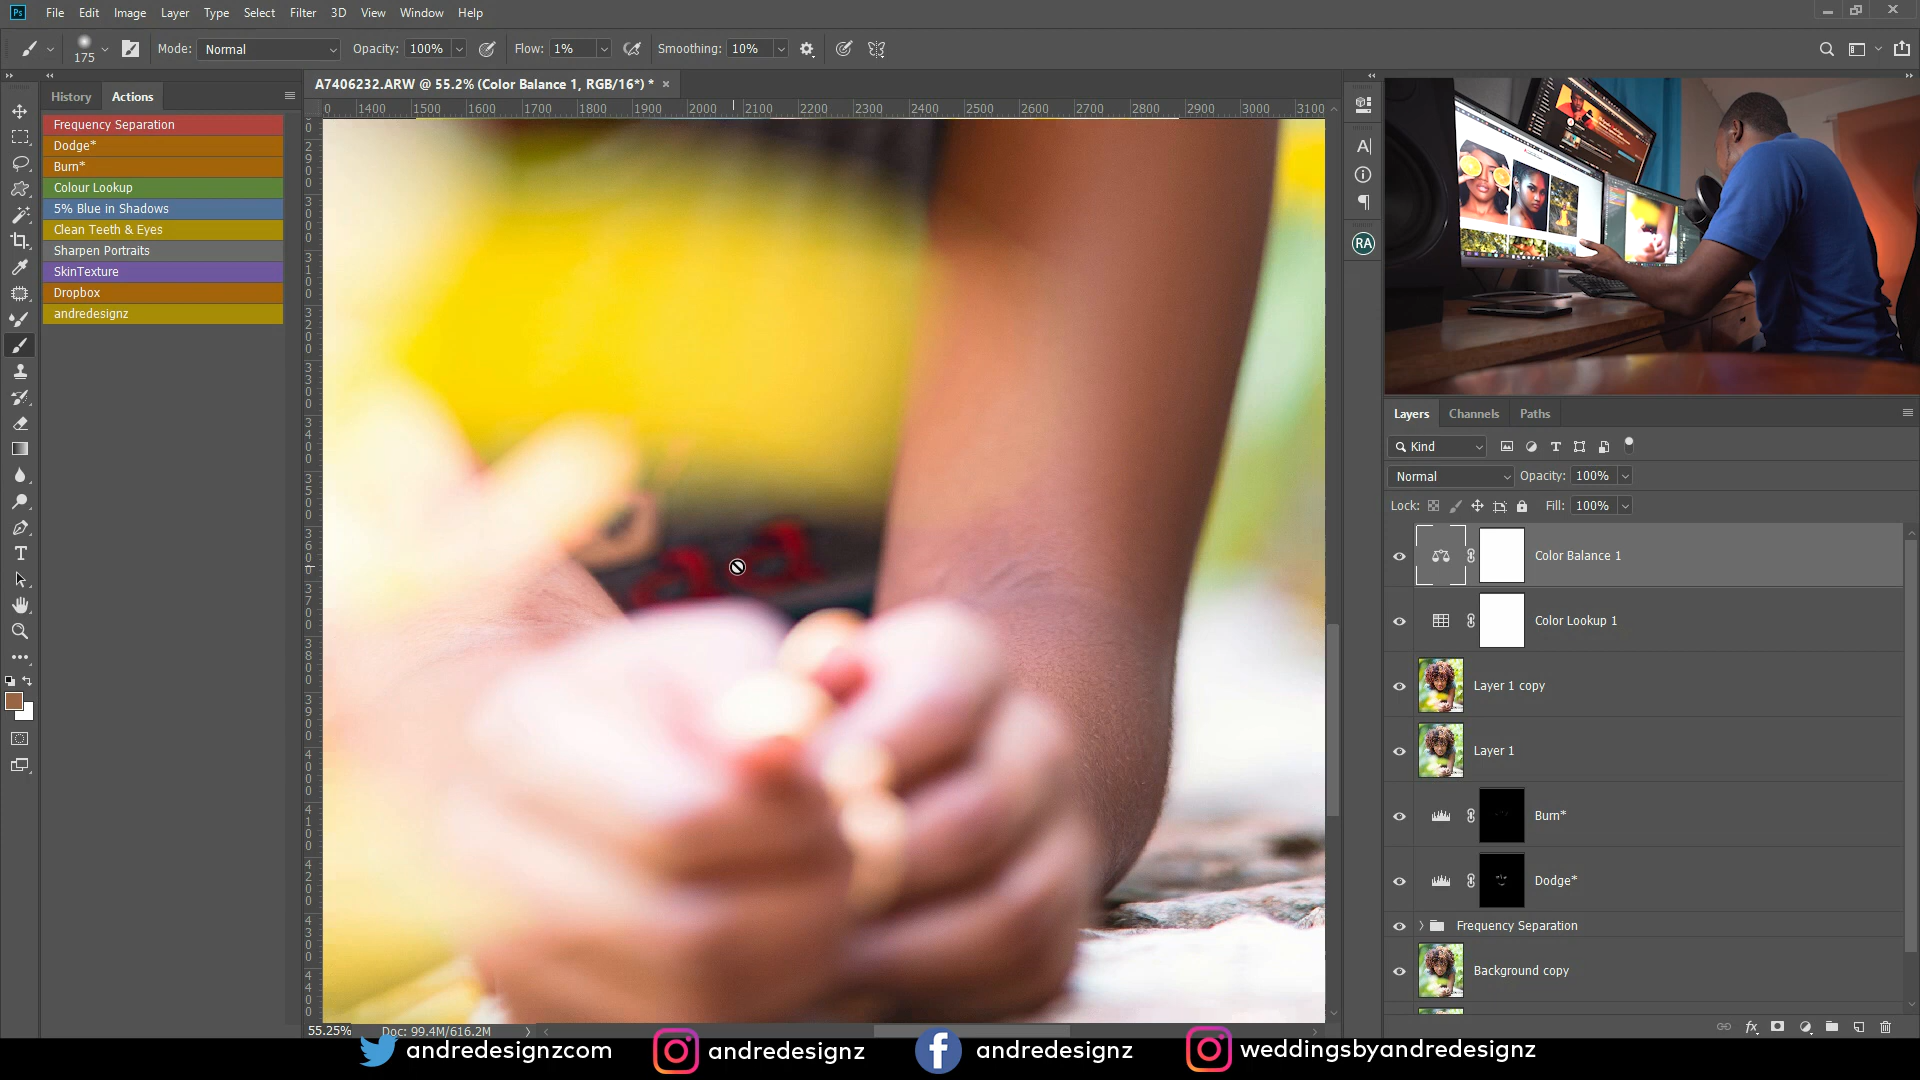 Ps File Edit Image Layer Type Select Filter 3D View Window Help
175 Mode: Normal Opacity: 100% Flow: 1% Smoothing: 10%
A7406232.ARW @ 55.2% (Color Balance 1, RGB/16*) * ×
History Actions
0 1400 1500 1600 1700 1800 1900 2000 2100 2200 2300 2400 2500 2600 2700 2800 2900 3000 3100
Frequency Separation
Dodge*
Burn*
Colour Lookup
5% Blue in Shadows
Clean Teeth & Eyes
Sharpen Portraits
SkinTexture
Dropbox
andredesignz
RA
Layers Channels Paths
Kind
Normal Opacity: 100%
Lock: Fill: 100%
Color Balance 1
Color Lookup 1
Layer 1 copy
Layer 1
Burn*
Dodge*
Frequency Separation
Background copy
55.25% Doc: 99.4M/616.2M
andredesignzcom andredesignz andredesignz weddingsbyandredesignz